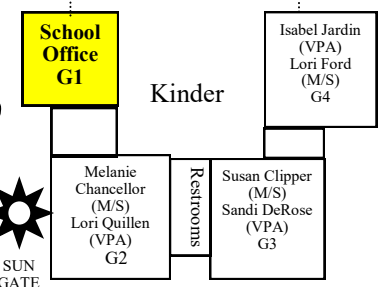 School
Office
G1
Kinder
Isabel Jardin
(VPA)
Lori Ford
(M/S)
G4
Melanie
Chancellor
(M/S)
Lori Quillen
(VPA)
G2
Restrooms
Susan Clipper
(M/S)
Sandi DeRose
(VPA)
G3
SUN
GATE